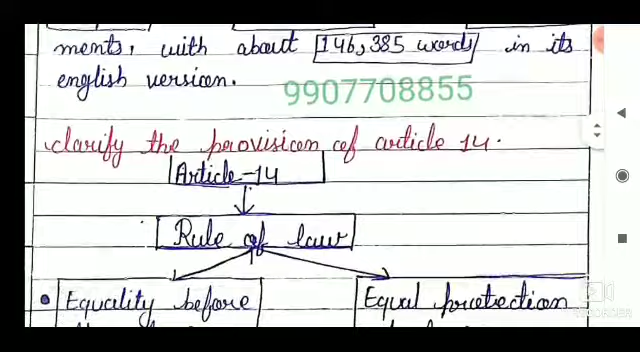 ments, with about 146,385 words in its
english version.
9907708855
clarify the provision of article 14.
Article-14
Rule of law
Equality before
Equal protection
RECORDER